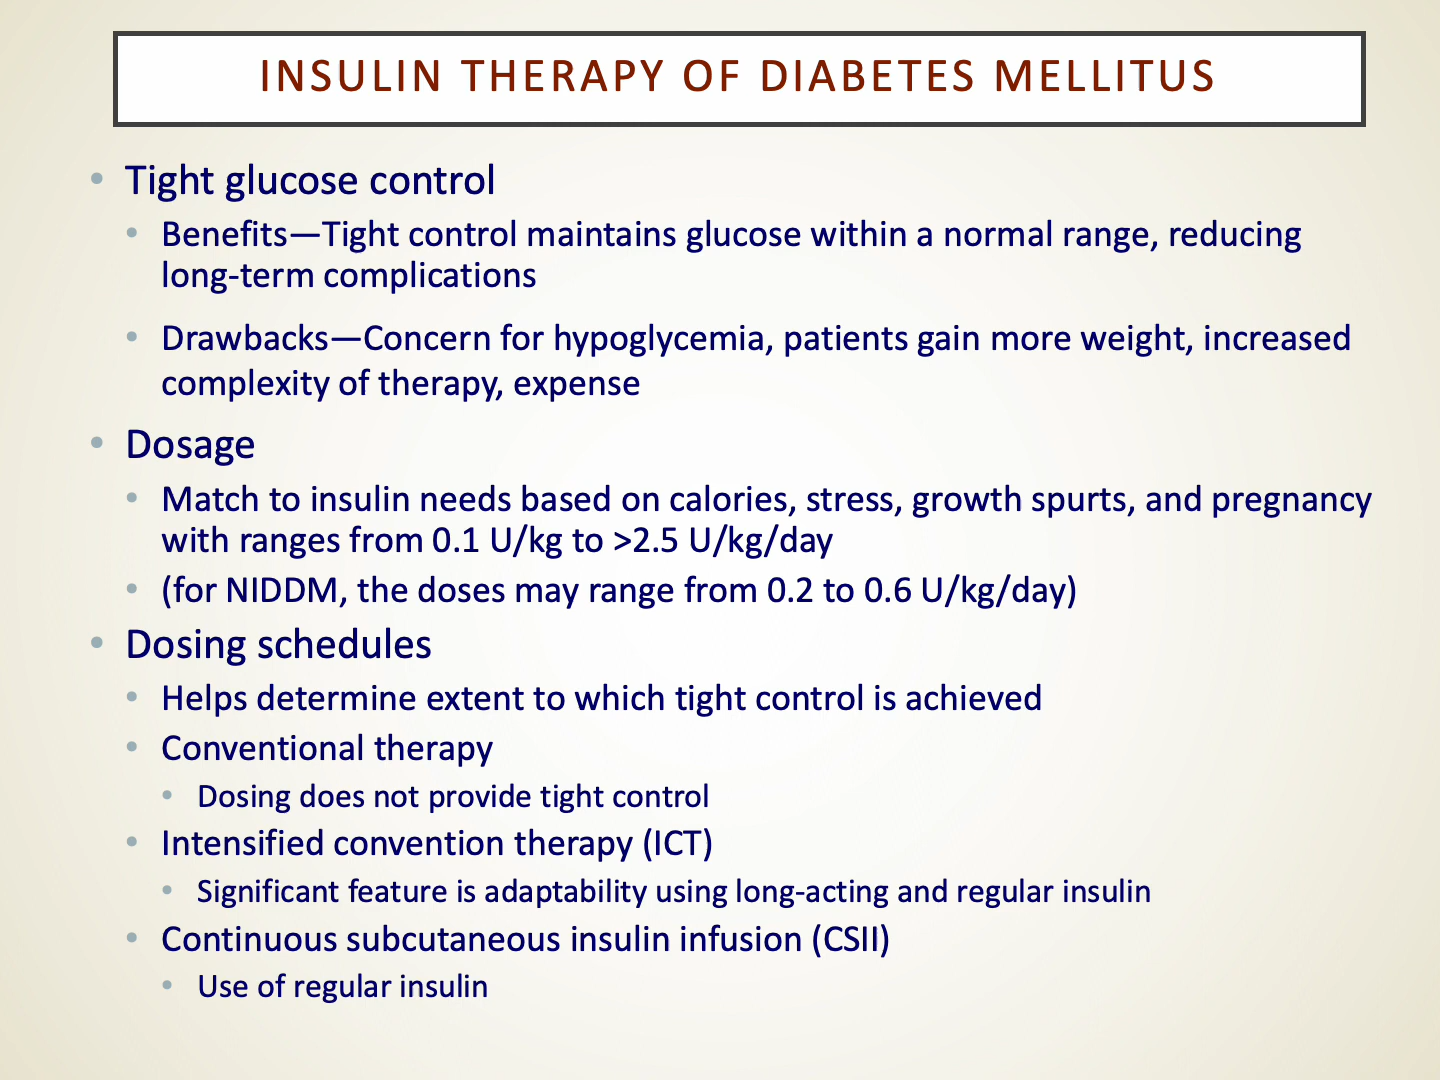 INSULIN THERAPY OF DIABETES MELLITUS
• Tight glucose control
• Benefits—Tight control maintains glucose within a normal range, reducing
long-term complications
• Drawbacks—Concern for hypoglycemia, patients gain more weight, increased
complexity of therapy, expense
• Dosage
• Match to insulin needs based on calories, stress, growth spurts, and pregnancy
with ranges from 0.1 U/kg to >2.5 U/kg/day
• (for NIDDM, the doses may range from 0.2 to 0.6 U/kg/day)
• Dosing schedules
• Helps determine extent to which tight control is achieved
• Conventional therapy
• Dosing does not provide tight control
• Intensified convention therapy (ICT)
• Significant feature is adaptability using long-acting and regular insulin
• Continuous subcutaneous insulin infusion (CSII)
• Use of regular insulin